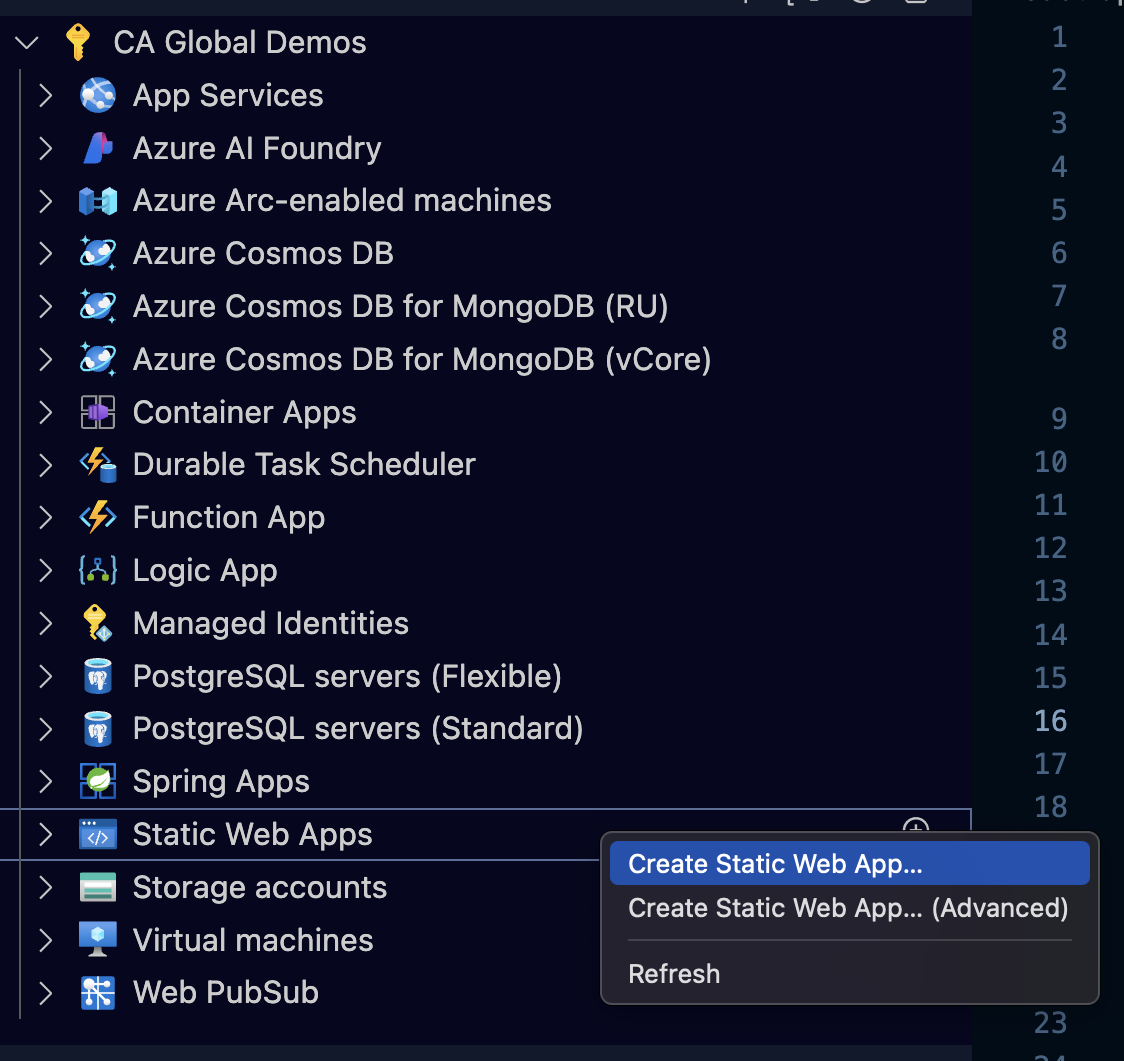 CA Global Demos
App Services
Azure AI Foundry
Azure Arc-enabled machines
Azure Cosmos DB
Azure Cosmos DB for MongoDB (RU)
Azure Cosmos DB for MongoDB (vCore)
Container Apps
Durable Task Scheduler
Function App
Logic App
Managed Identities
PostgreSQL servers (Flexible)
PostgreSQL servers (Standard)
Spring Apps
Static Web Apps
Storage accounts
Virtual machines
Web PubSub
Create Static Web App...
Create Static Web App... (Advanced)
Refresh
1
2
3
4
5
6
7
8
9
10
11
12
13
14
15
16
17
18
23